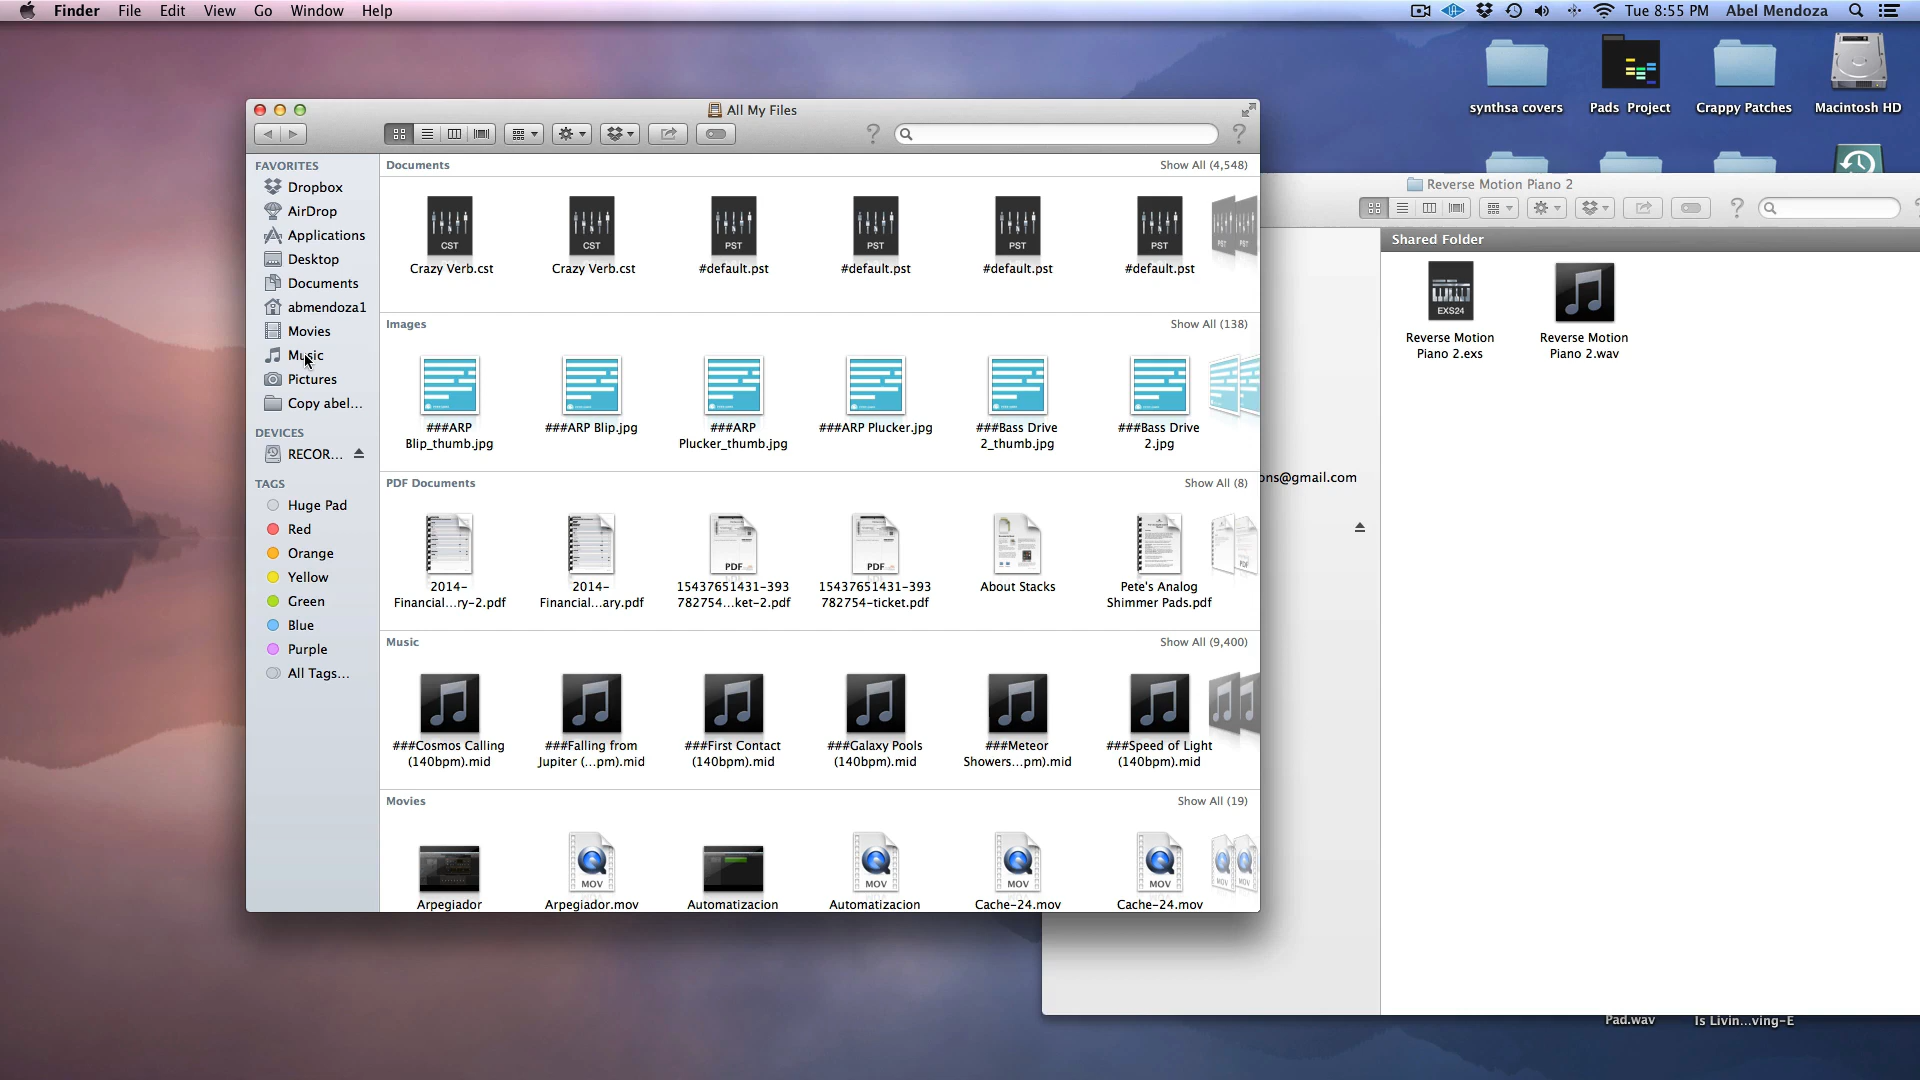 Finder File Edit View Go Window Help
Tue 8:55 PM Abel Mendoza
synthsa covers
Pads Project
Crappy Patches
Macintosh HD
All My Files
FAVORITES
Dropbox
AirDrop
Applications
Desktop
Documents
abmendoza1
Movies
Music
Pictures
Copy abel...
DEVICES
RECOR...
TAGS
Huge Pad
Red
Orange
Yellow
Green
Blue
Purple
All Tags...
Documents Show All (4,548)
CST CST PST PST PST PST
Crazy Verb.cst
Crazy Verb.cst
#default.pst
#default.pst
#default.pst
#default.pst
Images Show All (138)
###ARP
Blip_thumb.jpg
###ARP Blip.jpg
###ARP
Plucker_thumb.jpg
###ARP Plucker.jpg
###Bass Drive
2_thumb.jpg
###Bass Drive
2.jpg
PDF Documents Show All (8)
PDF PDF
2014-
Financial...ry-2.pdf
2014-
Financial...ary.pdf
15437651431-393
782754...ket-2.pdf
15437651431-393
782754-ticket.pdf
About Stacks
Pete's Analog
Shimmer Pads.pdf
Music Show All (9,400)
###Cosmos Calling
(140bpm).mid
###Falling from
Jupiter (...pm).mid
###First Contact
(140bpm).mid
###Galaxy Pools
(140bpm).mid
###Meteor
Showers...pm).mid
###Speed of Light
(140bpm).mid
Movies Show All (19)
MOV MOV MOV MOV
Arpegiador
Arpegiador.mov
Automatizacion
Automatizacion
Cache-24.mov
Cache-24.mov
Reverse Motion Piano 2
Shared Folder
EXS24
Reverse Motion
Piano 2.exs
Reverse Motion
Piano 2.wav
ons@gmail.com
Pad.wav
Is Livin...ving-E